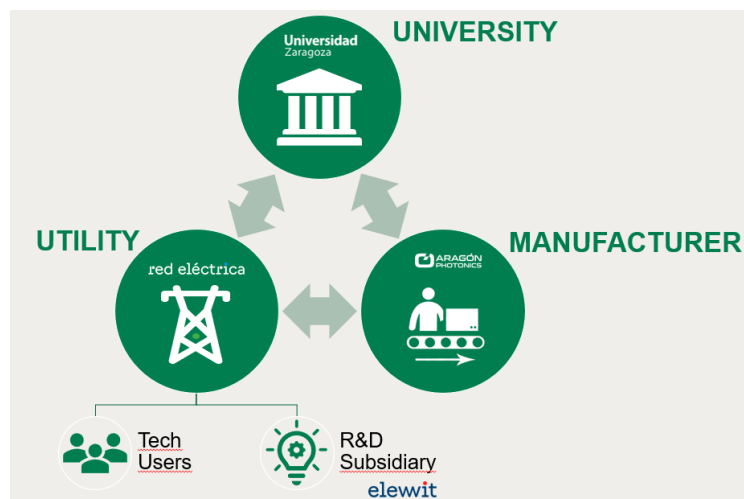 Universidad
Zaragoza
UNIVERSITY
UTILITY
red eléctrica
MANUFACTURER
ARAGÓN
PHOTONICS
Tech
Users
R&D
Subsidiary
elewit